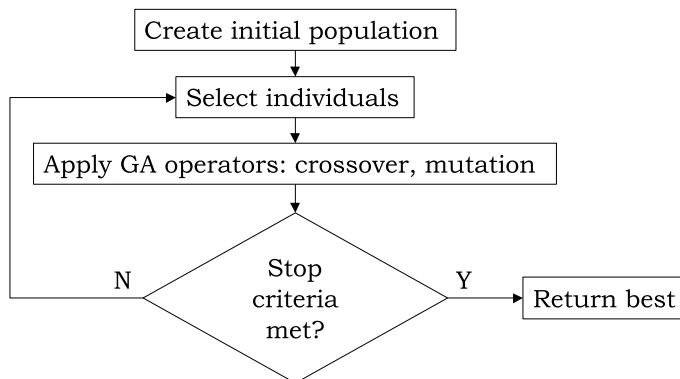 Create initial population
Select individuals
Apply GA operators: crossover, mutation
Stop
criteria
met?
N
Y
Return best